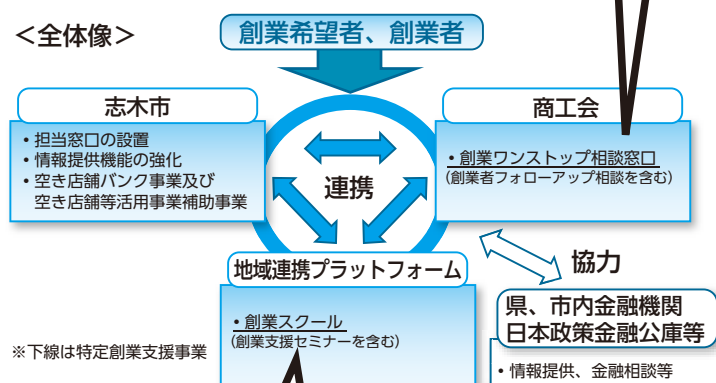 ＜全体像＞
創業希望者、創業者
志木市
・担当窓口の設置
・情報提供機能の強化
・空き店舗バンク事業及び
空き店舗等活用事業補助事業
商工会
・創業ワンストップ相談窓口
(創業者フォローアップ相談を含む)
連携
地域連携プラットフォーム
・創業スクール
(創業支援セミナーを含む)
協力
県、市内金融機関
日本政策金融公庫等
・情報提供、金融相談等
※下線は特定創業支援事業